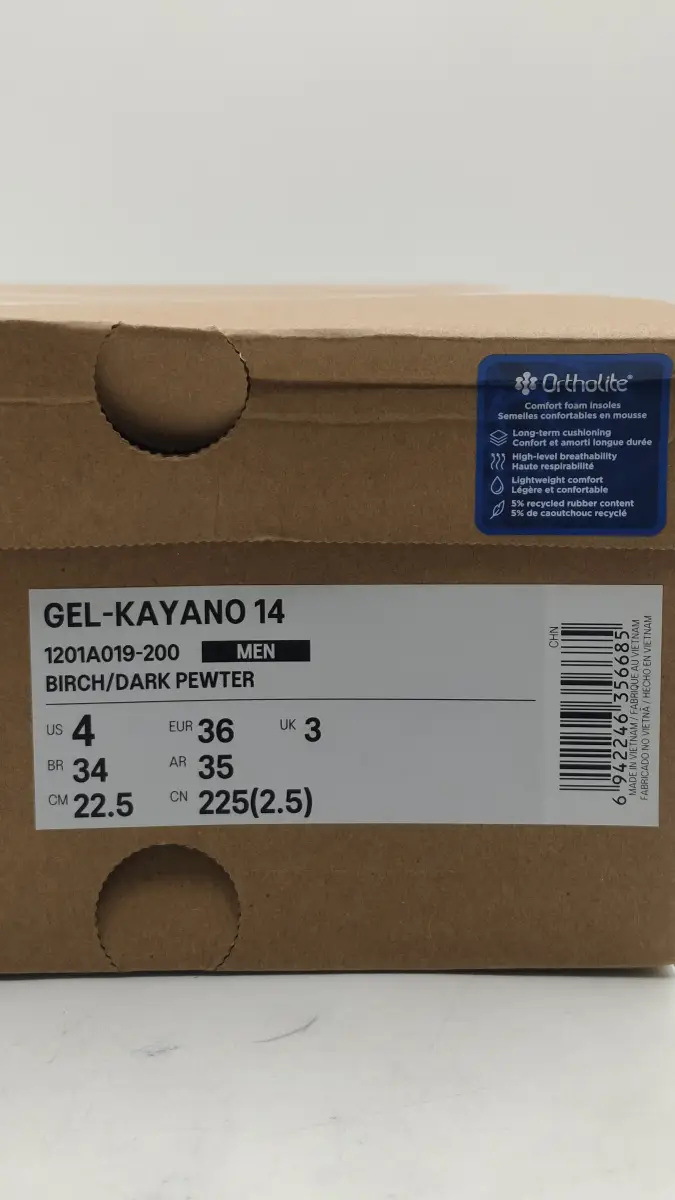 Ortholite®
Comfort foam insoles
Semelles confortables en mousse
Long-term cushioning
Confort et amorti longue durée
High-level breathability
Haute respirabilité
Lightweight comfort
Légère et confortable
5% recycled rubber content
5% de caoutchouc recyclé
GEL-KAYANO 14
1201A019-200 MEN
BIRCH/DARK PEWTER
US 4 EUR 36 UK 3
BR 34 AR 35
CM 22.5 CN 225(2.5)
CHN
6 942246 356685
MADE IN VIETNAM / FABRIQUE AU VIETNAM
FABRICADO NO VIETNÃ / HECHO EN VIETNAM